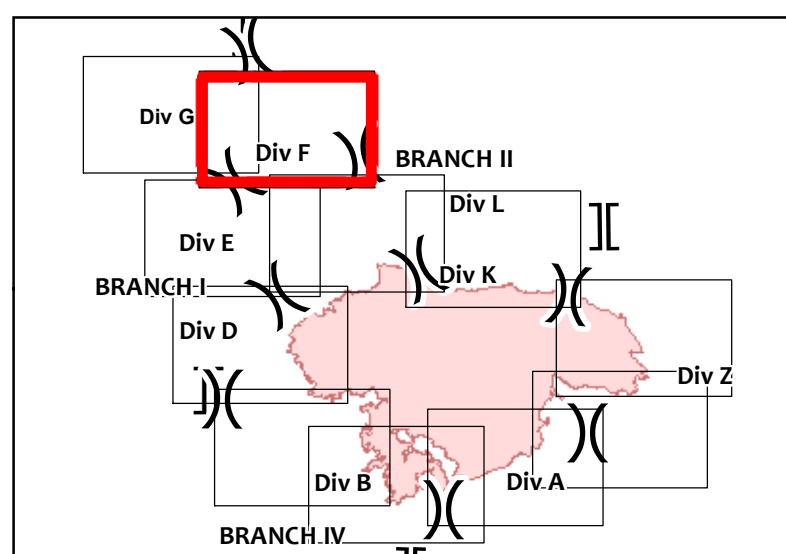 Div G
Div F
BRANCH II
Div L
Div E
Div K
BRANCH I
Div D
Div Z
Div B
Div A
BRANCH IV